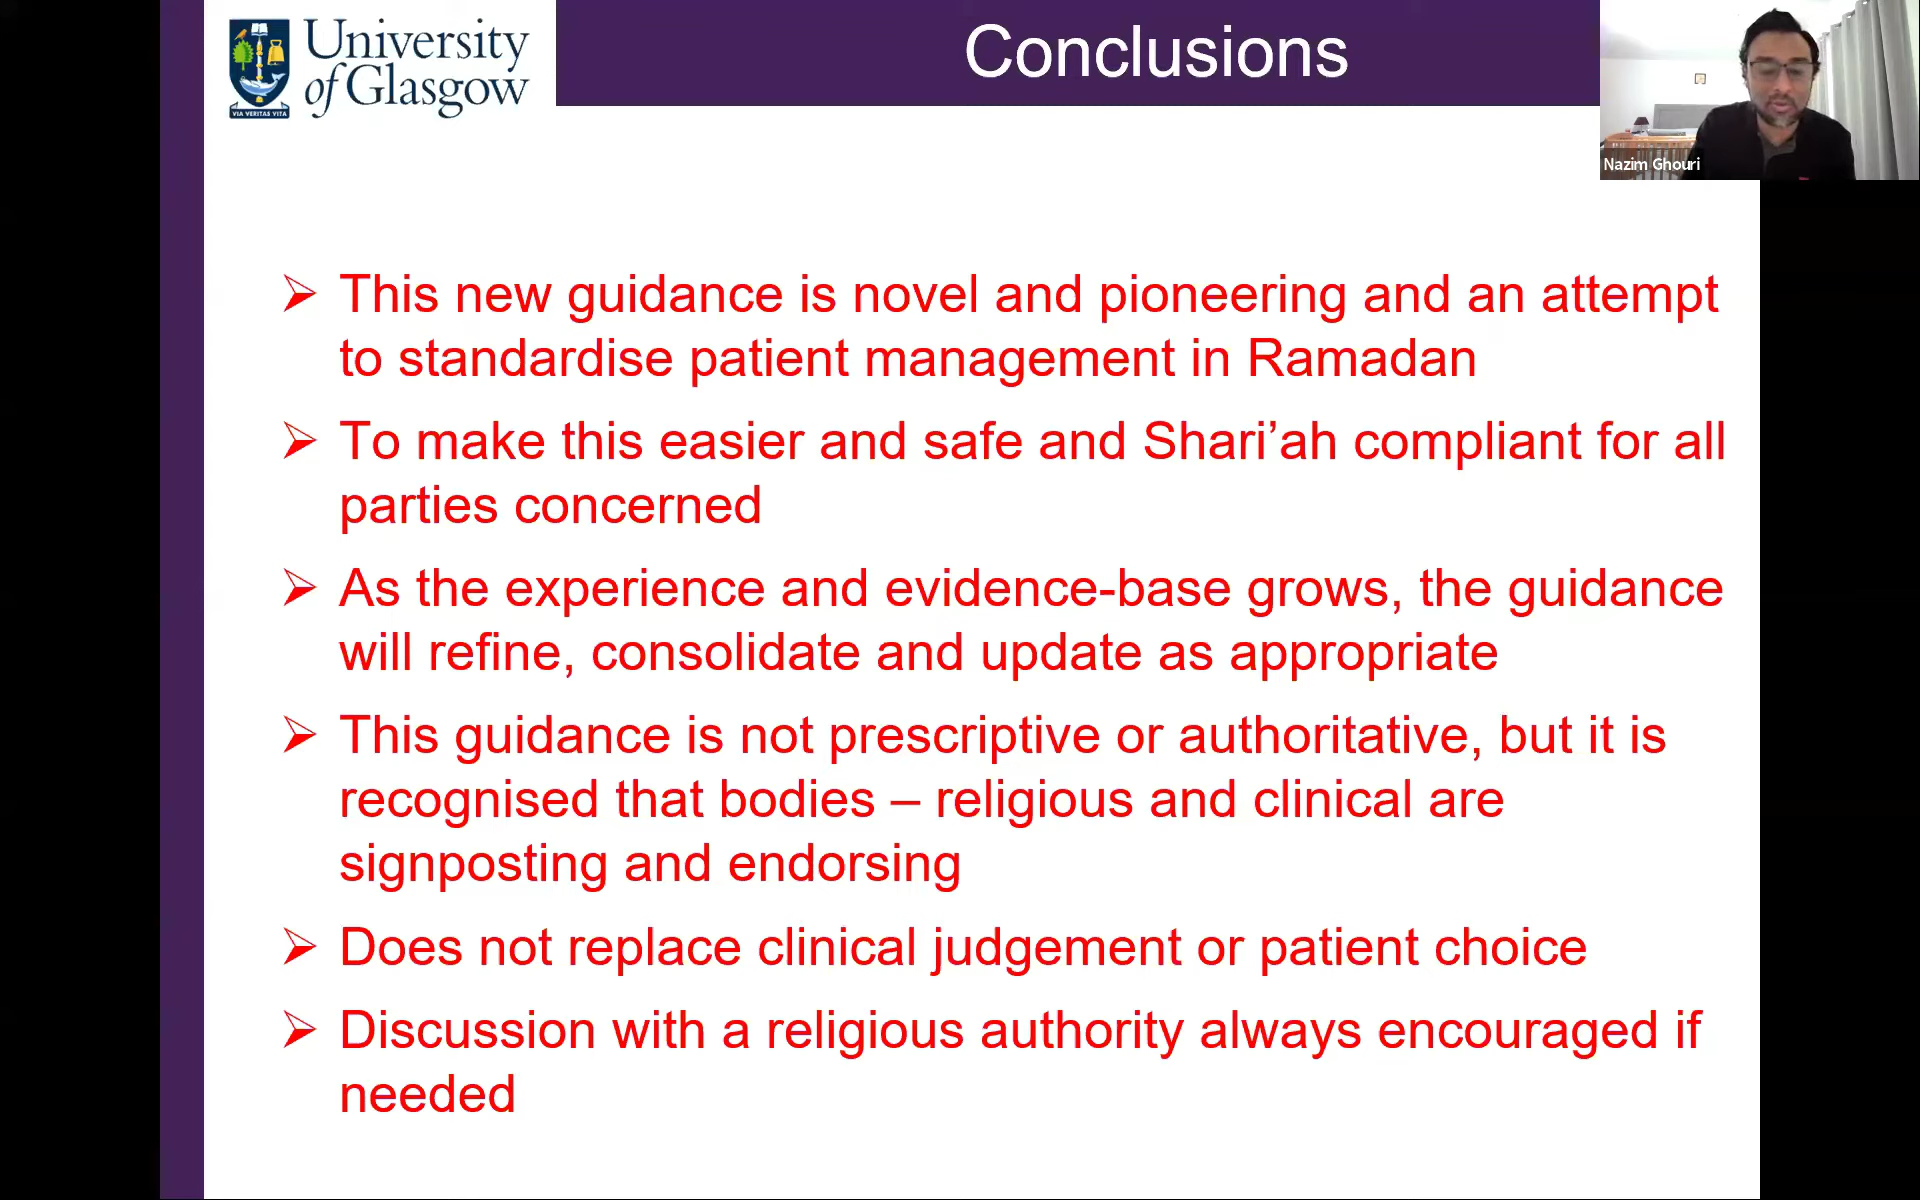 University
of Glasgow
VIA VERITAS VITA
Conclusions
Nazim Ghouri
➢ This new guidance is novel and pioneering and an attempt
to standardise patient management in Ramadan
➢ To make this easier and safe and Shari’ah compliant for all
parties concerned
➢ As the experience and evidence-base grows, the guidance
will refine, consolidate and update as appropriate
➢ This guidance is not prescriptive or authoritative, but it is
recognised that bodies – religious and clinical are
signposting and endorsing
➢ Does not replace clinical judgement or patient choice
➢ Discussion with a religious authority always encouraged if
needed